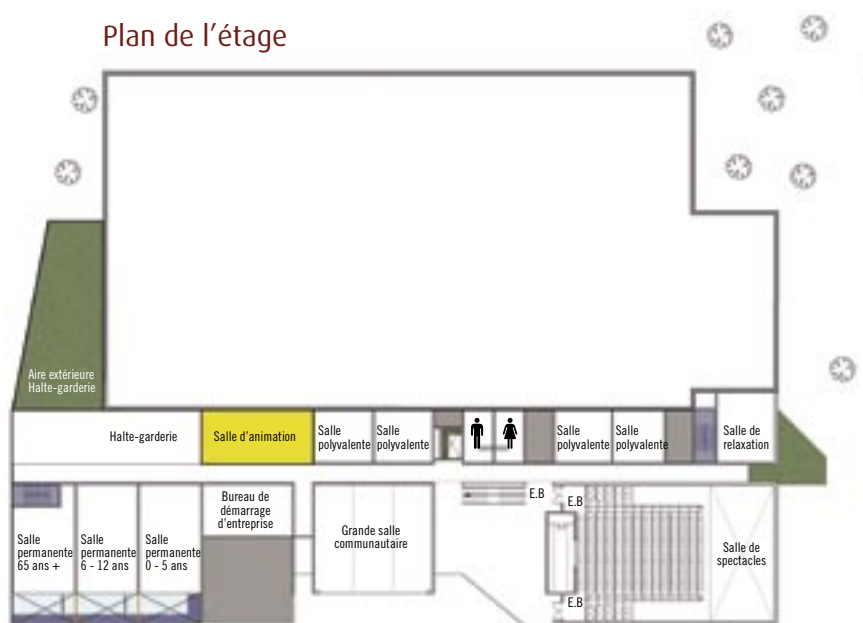 Plan de l'étage
Aire extérieure
Halte-garderie
Halte-garderie
Salle d'animation
Salle
polyvalente
Salle
polyvalente
Salle
polyvalente
Salle
polyvalente
Salle de
relaxation
Salle
permanente
65 ans +
Salle
permanente
6 - 12 ans
Salle
permanente
0 - 5 ans
Bureau de
démarrage
d'entreprise
Grande salle
communautaire
E.B
E.B
E.B
Salle de
spectacles